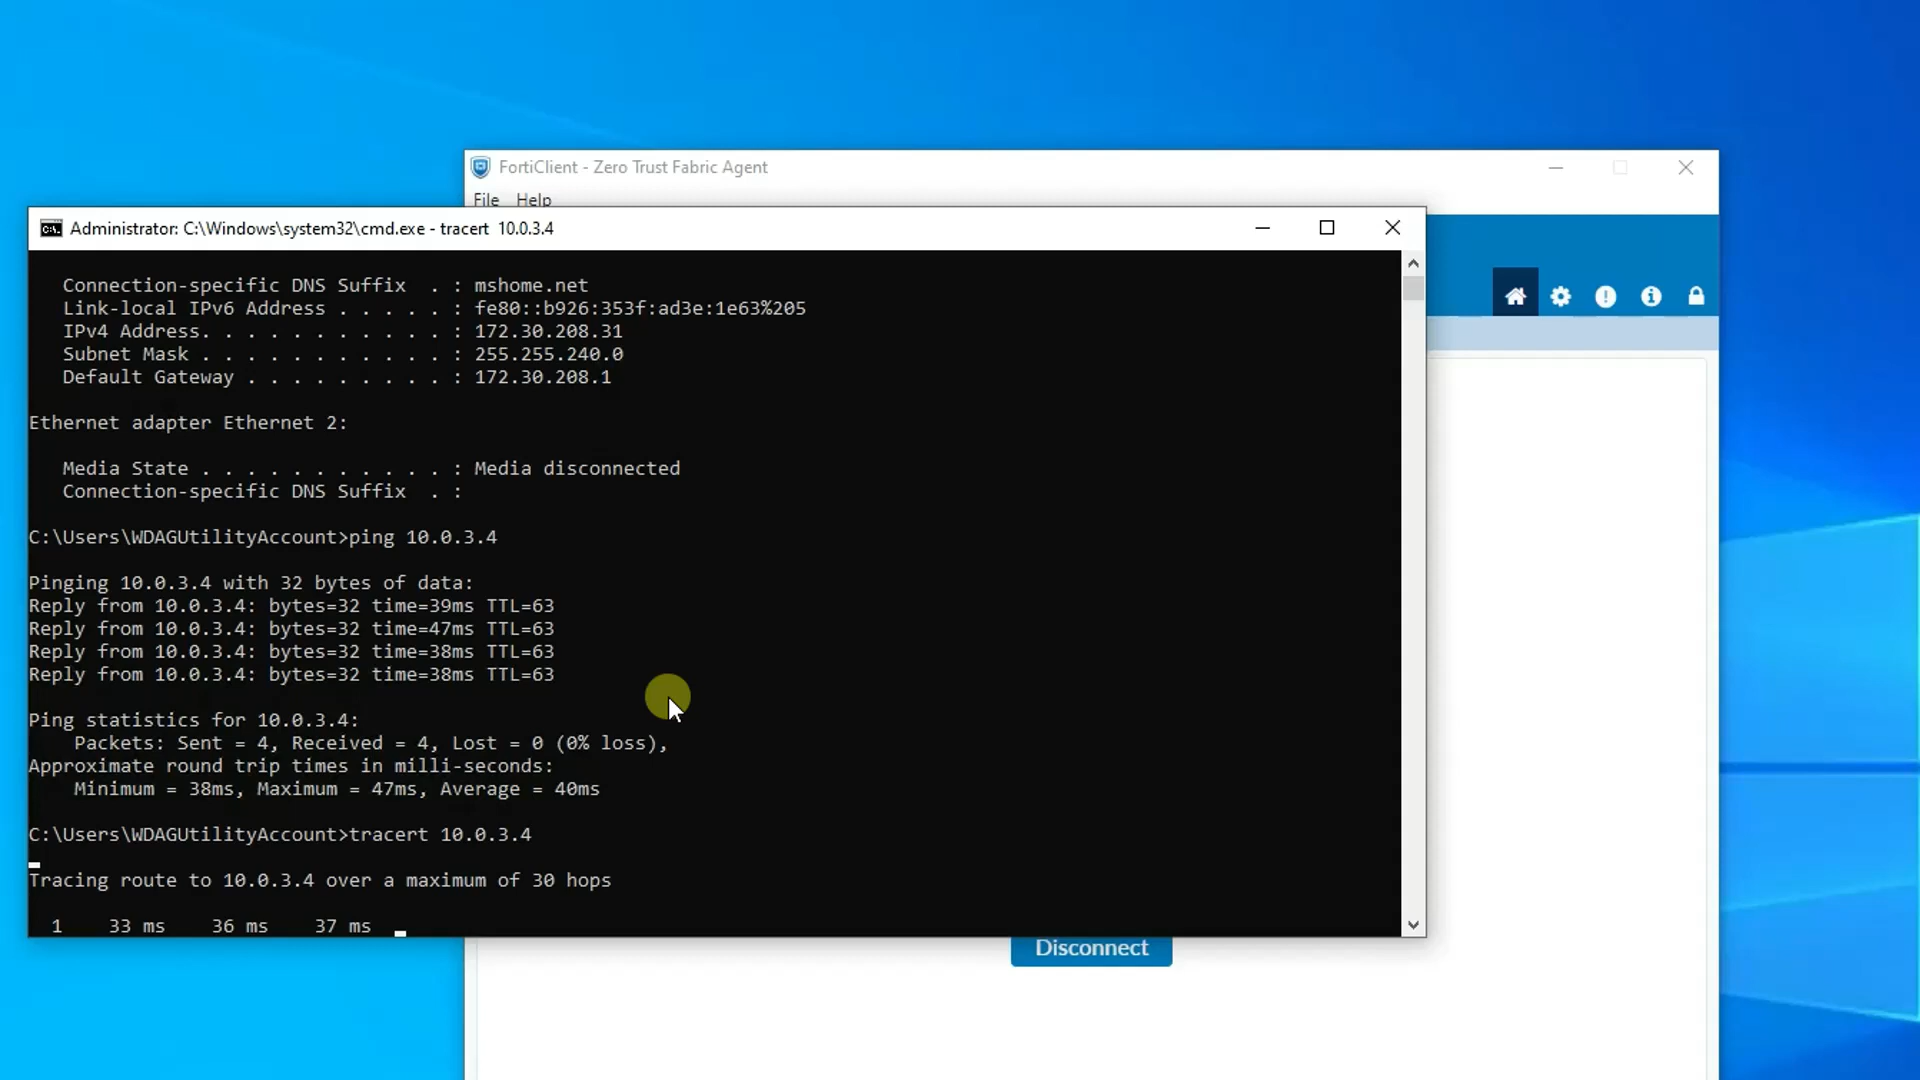 FortiClient - Zero Trust Fabric Agent
File Help
Administrator: C:\Windows\system32\cmd.exe - tracert  10.0.3.4
Connection-specific DNS Suffix  . : mshome.net
Link-local IPv6 Address . . . . . : fe80::b926:353f:ad3e:1e63%205
IPv4 Address. . . . . . . . . . . : 172.30.208.31
Subnet Mask . . . . . . . . . . . : 255.255.240.0
Default Gateway . . . . . . . . . : 172.30.208.1
Ethernet adapter Ethernet 2:
Media State . . . . . . . . . . . : Media disconnected
Connection-specific DNS Suffix  . :
C:\Users\WDAGUtilityAccount>ping 10.0.3.4
Pinging 10.0.3.4 with 32 bytes of data:
Reply from 10.0.3.4: bytes=32 time=39ms TTL=63
Reply from 10.0.3.4: bytes=32 time=47ms TTL=63
Reply from 10.0.3.4: bytes=32 time=38ms TTL=63
Reply from 10.0.3.4: bytes=32 time=38ms TTL=63
Ping statistics for 10.0.3.4:
Packets: Sent = 4, Received = 4, Lost = 0 (0% loss),
Approximate round trip times in milli-seconds:
Minimum = 38ms, Maximum = 47ms, Average = 40ms
C:\Users\WDAGUtilityAccount>tracert 10.0.3.4
Tracing route to 10.0.3.4 over a maximum of 30 hops
1    33 ms    36 ms    37 ms
Disconnect